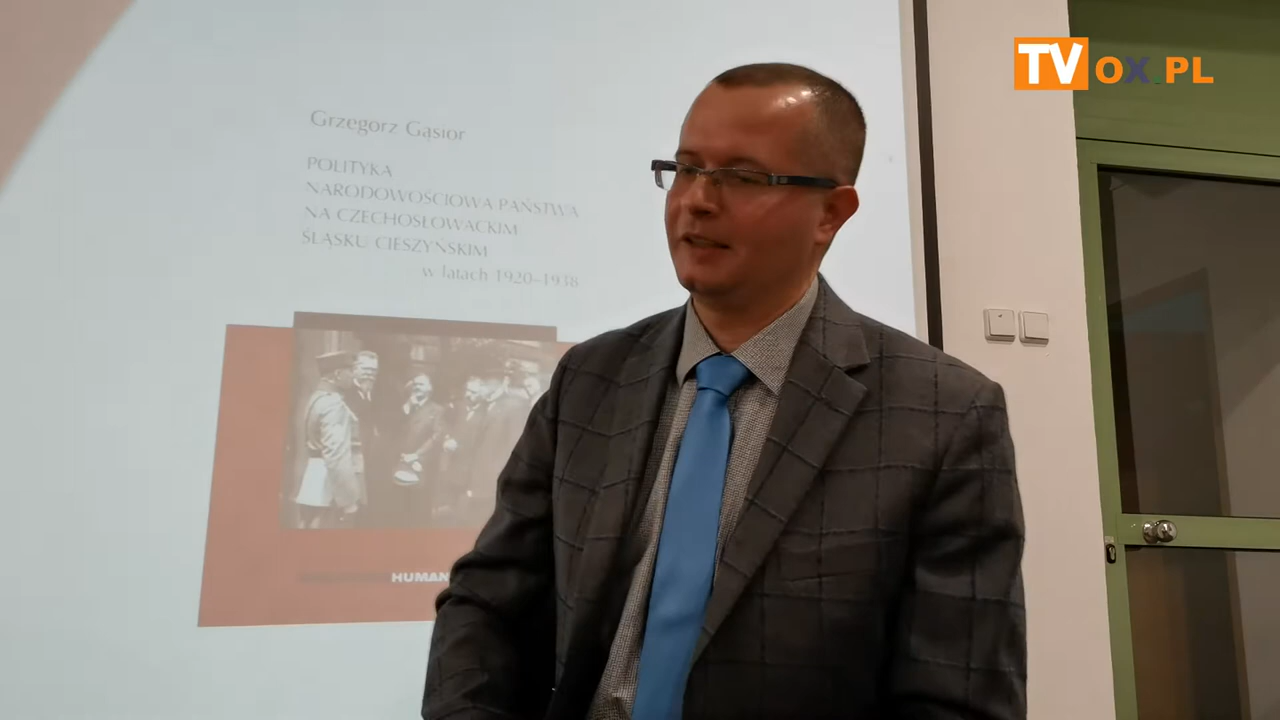 TVOX.PL
Grzegorz Gąsior
POLITYKA
NARODOWOŚCIOWA PAŃSTWA
NA CZECHOSŁOWACKIM
ŚLĄSKU CIESZYŃSKIM
w latach 1920–1938
HUMAN